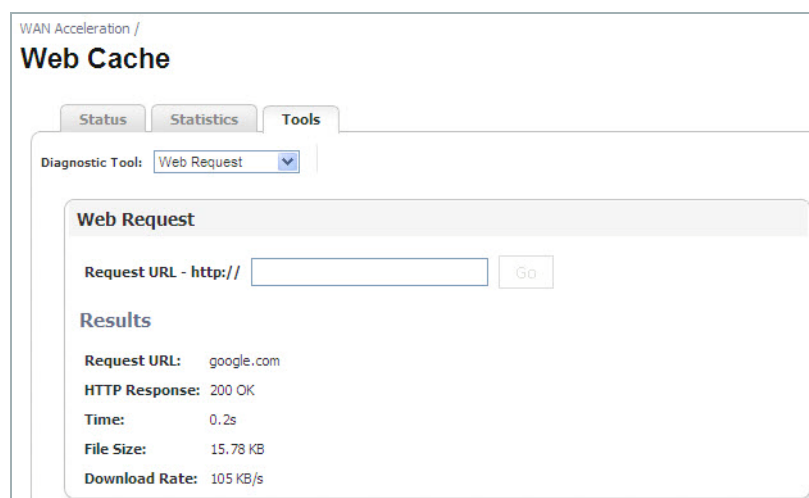 WAN Acceleration /
Web Cache
Status Statistics Tools
Diagnostic Tool: Web Request
Web Request
Request URL - http:// Go
Results
Request URL: google.com
HTTP Response: 200 OK
Time: 0.2s
File Size: 15.78 KB
Download Rate: 105 KB/s